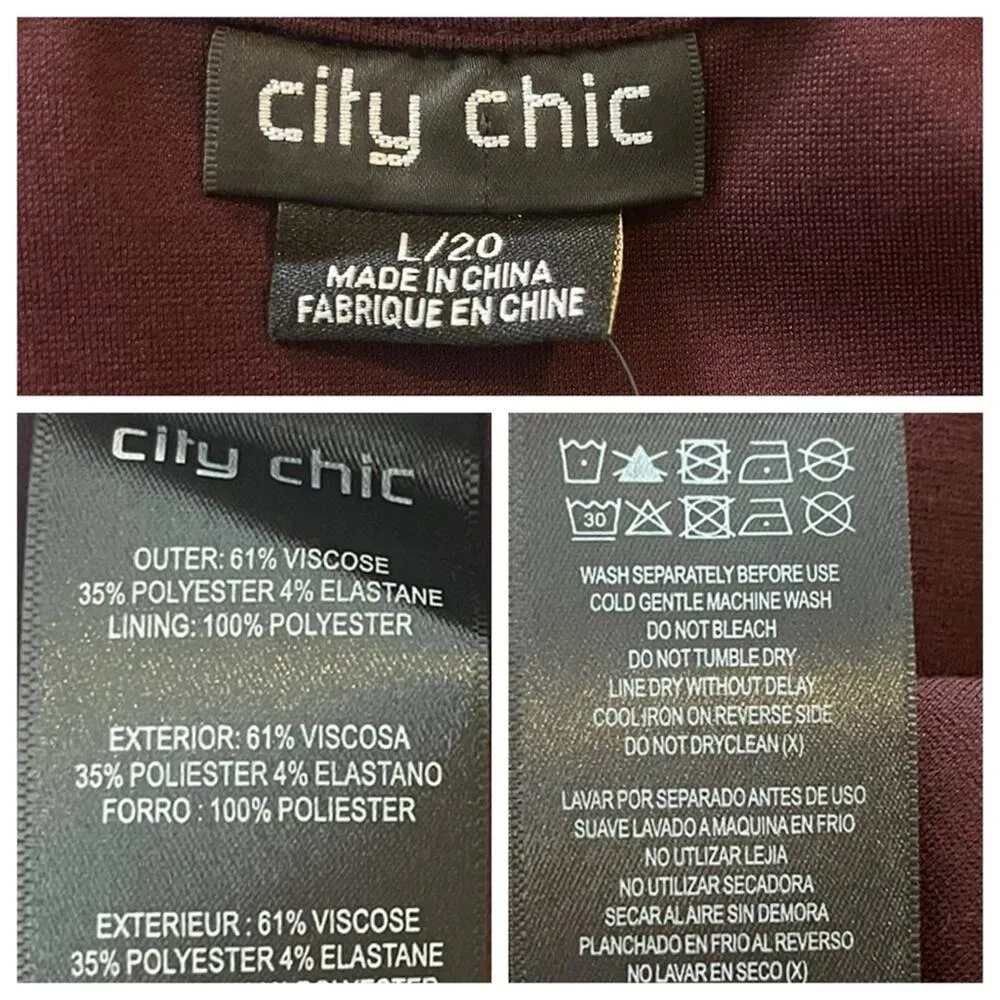 city chic
L/20
MADE IN CHINA
FABRIQUE EN CHINE
city chic
OUTER: 61% VISCOSE
35% POLYESTER 4% ELASTANE
LINING: 100% POLYESTER
EXTERIOR: 61% VISCOSA
35% POLIESTER 4% ELASTANO
FORRO : 100% POLIESTER
EXTERIEUR : 61% VISCOSE
35% POLYESTER 4% ELASTANE
100% POLYESTER
30
WASH SEPARATELY BEFORE USE
COLD GENTLE MACHINE WASH
DO NOT BLEACH
DO NOT TUMBLE DRY
LINE DRY WITHOUT DELAY
COOL IRON ON REVERSE SIDE
DO NOT DRYCLEAN (X)
LAVAR POR SEPARADO ANTES DE USO
SUAVE LAVADO A MAQUINA EN FRIO
NO UTLIZAR LEJIA
NO UTILIZAR SECADORA
SECAR AL AIRE SIN DEMORA
PLANCHADO EN FRIO AL REVERSO
NO LAVAR EN SECO (X)